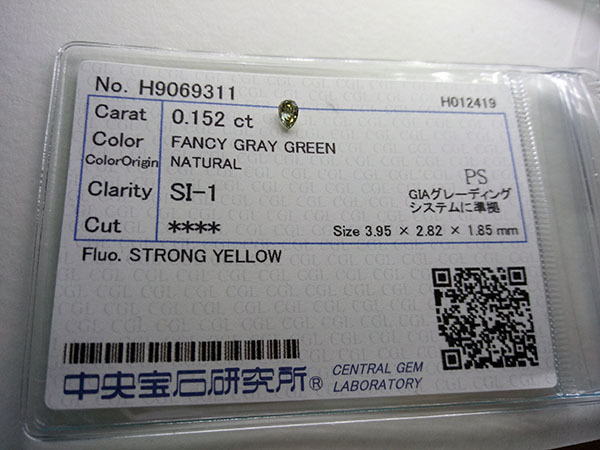 No. H9069311
H012419
Carat 0.152 ct
Color FANCY GRAY GREEN
ColorOrigin NATURAL
Clarity SI-1
PS
GIAグレーディング
システムに準拠
Cut ****
Size 3.95 × 2.82 × 1.85 mm
Fluo. STRONG YELLOW
中央宝石研究所®
CENTRAL GEM
LABORATORY